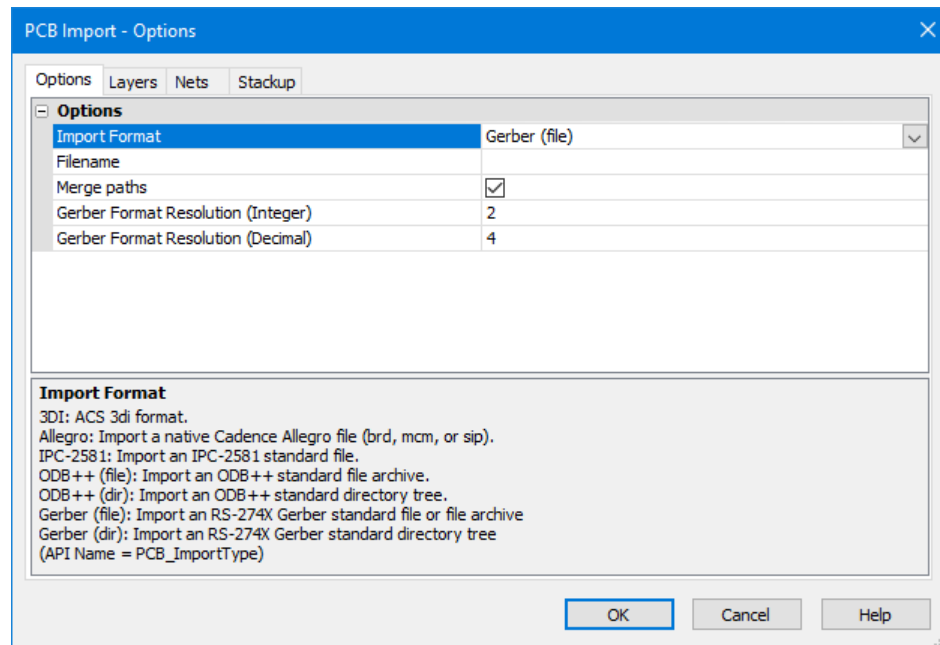 PCB Import - Options
Options Layers Nets Stackup
Options
Import Format Gerber (file)
Filename
Merge paths
Gerber Format Resolution (Integer) 2
Gerber Format Resolution (Decimal) 4
Import Format
3DI: ACS 3di format.
Allegro: Import a native Cadence Allegro file (brd, mcm, or sip).
IPC-2581: Import an IPC-2581 standard file.
ODB++ (file): Import an ODB++ standard file archive.
ODB++ (dir): Import an ODB++ standard directory tree.
Gerber (file): Import an RS-274X Gerber standard file or file archive
Gerber (dir): Import an RS-274X Gerber standard directory tree
(API Name = PCB_ImportType)
OK Cancel Help